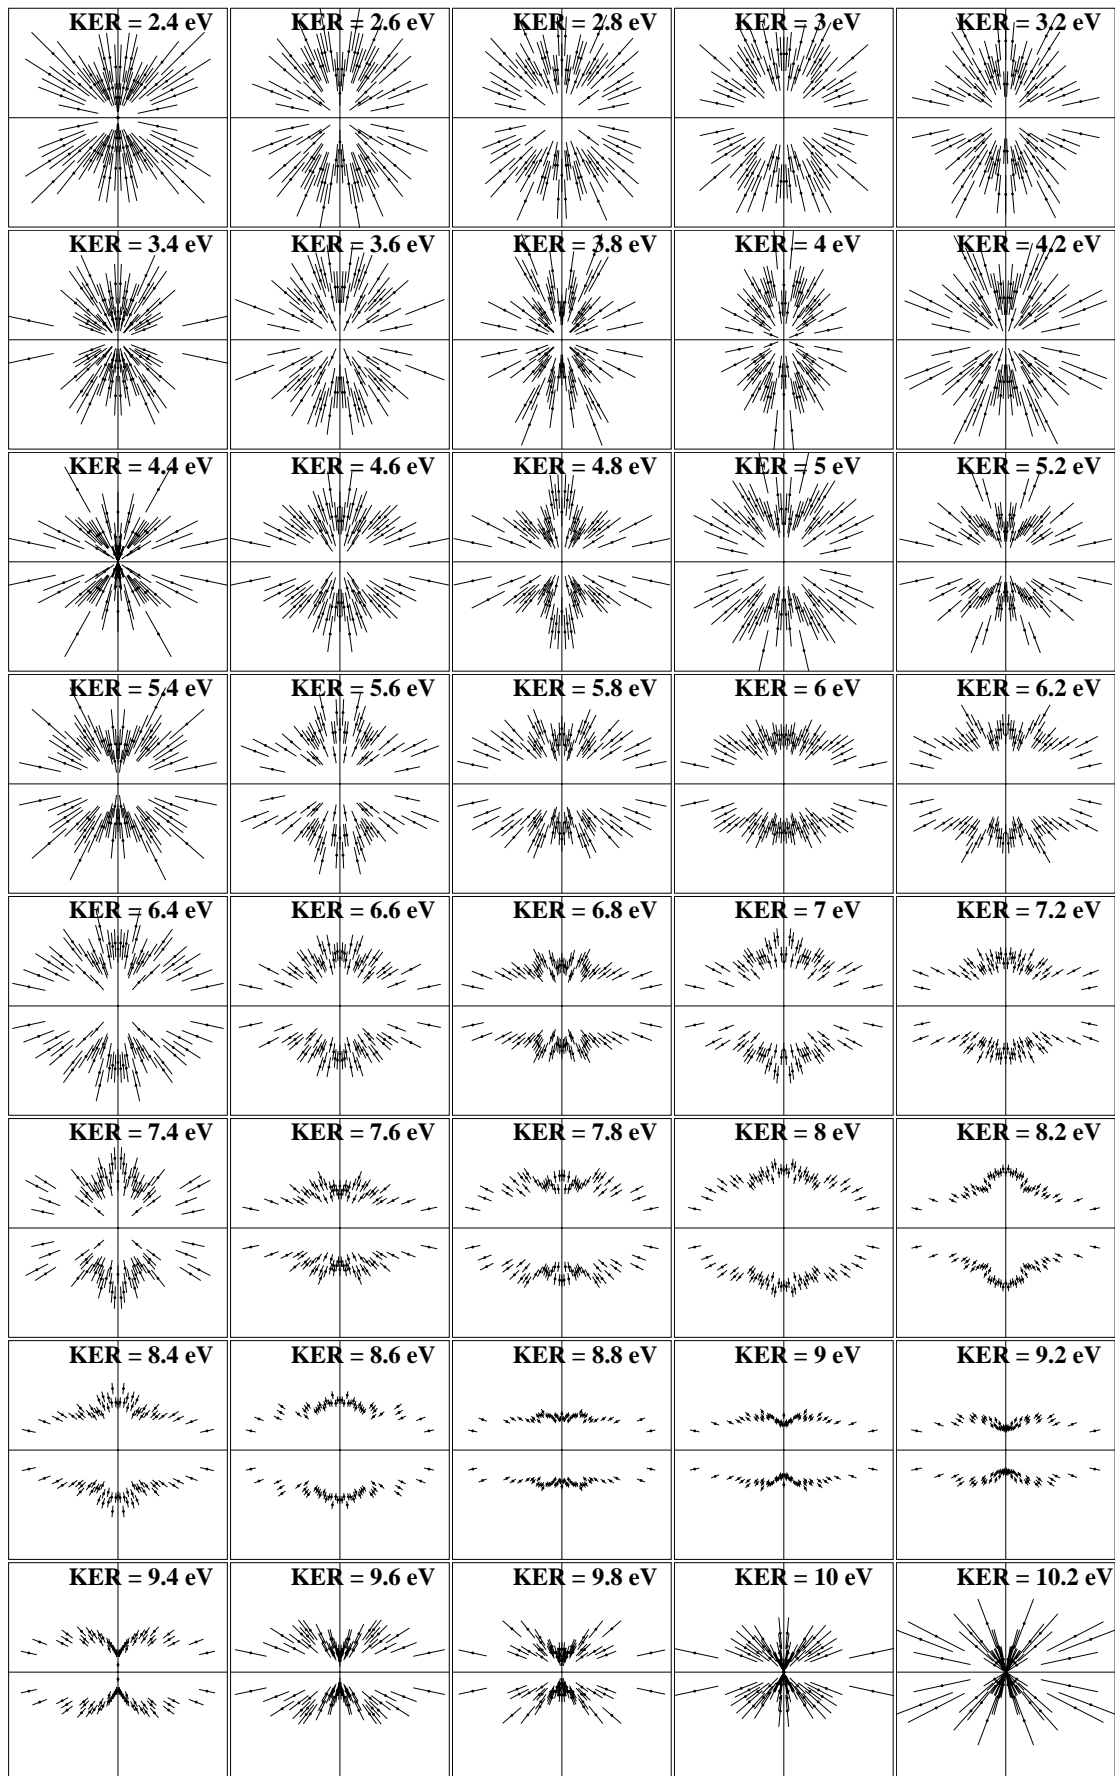 KER = 2.4 eV
KER = 2.6 eV
KER = 2.8 eV
KER = 3 eV
KER = 3.2 eV
KER = 3.4 eV
KER = 3.6 eV
KER = 3.8 eV
KER = 4 eV
KER = 4.2 eV
KER = 4.4 eV
KER = 4.6 eV
KER = 4.8 eV
KER = 5 eV
KER = 5.2 eV
KER = 5.4 eV
KER = 5.6 eV
KER = 5.8 eV
KER = 6 eV
KER = 6.2 eV
KER = 6.4 eV
KER = 6.6 eV
KER = 6.8 eV
KER = 7 eV
KER = 7.2 eV
KER = 7.4 eV
KER = 7.6 eV
KER = 7.8 eV
KER = 8 eV
KER = 8.2 eV
KER = 8.4 eV
KER = 8.6 eV
KER = 8.8 eV
KER = 9 eV
KER = 9.2 eV
KER = 9.4 eV
KER = 9.6 eV
KER = 9.8 eV
KER = 10 eV
KER = 10.2 eV